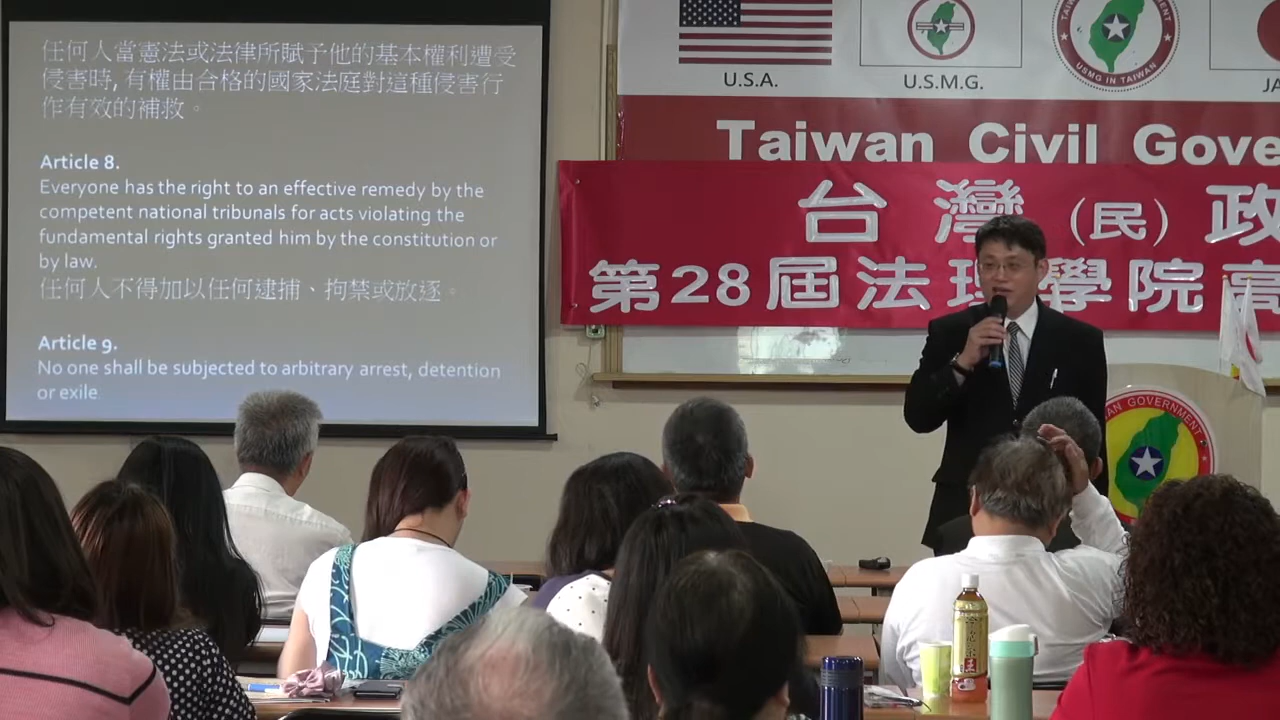 任何人當憲法或法律所賦予他的基本權利遭受
侵害時, 有權由合格的國家法庭對這種侵害行
作有效的補救。
Article 8.
Everyone has the right to an effective remedy by the
competent national tribunals for acts violating the
fundamental rights granted him by the constitution or
by law.
任何人不得加以任何逮捕、拘禁或放逐。
Article 9.
No one shall be subjected to arbitrary arrest, detention
or exile.
U.S.A.
U.S.M.G.
USMG IN TAIWAN
JA
Taiwan Civil Gove
台灣(民)政
第28屆法理學院高
GOVERNMENT